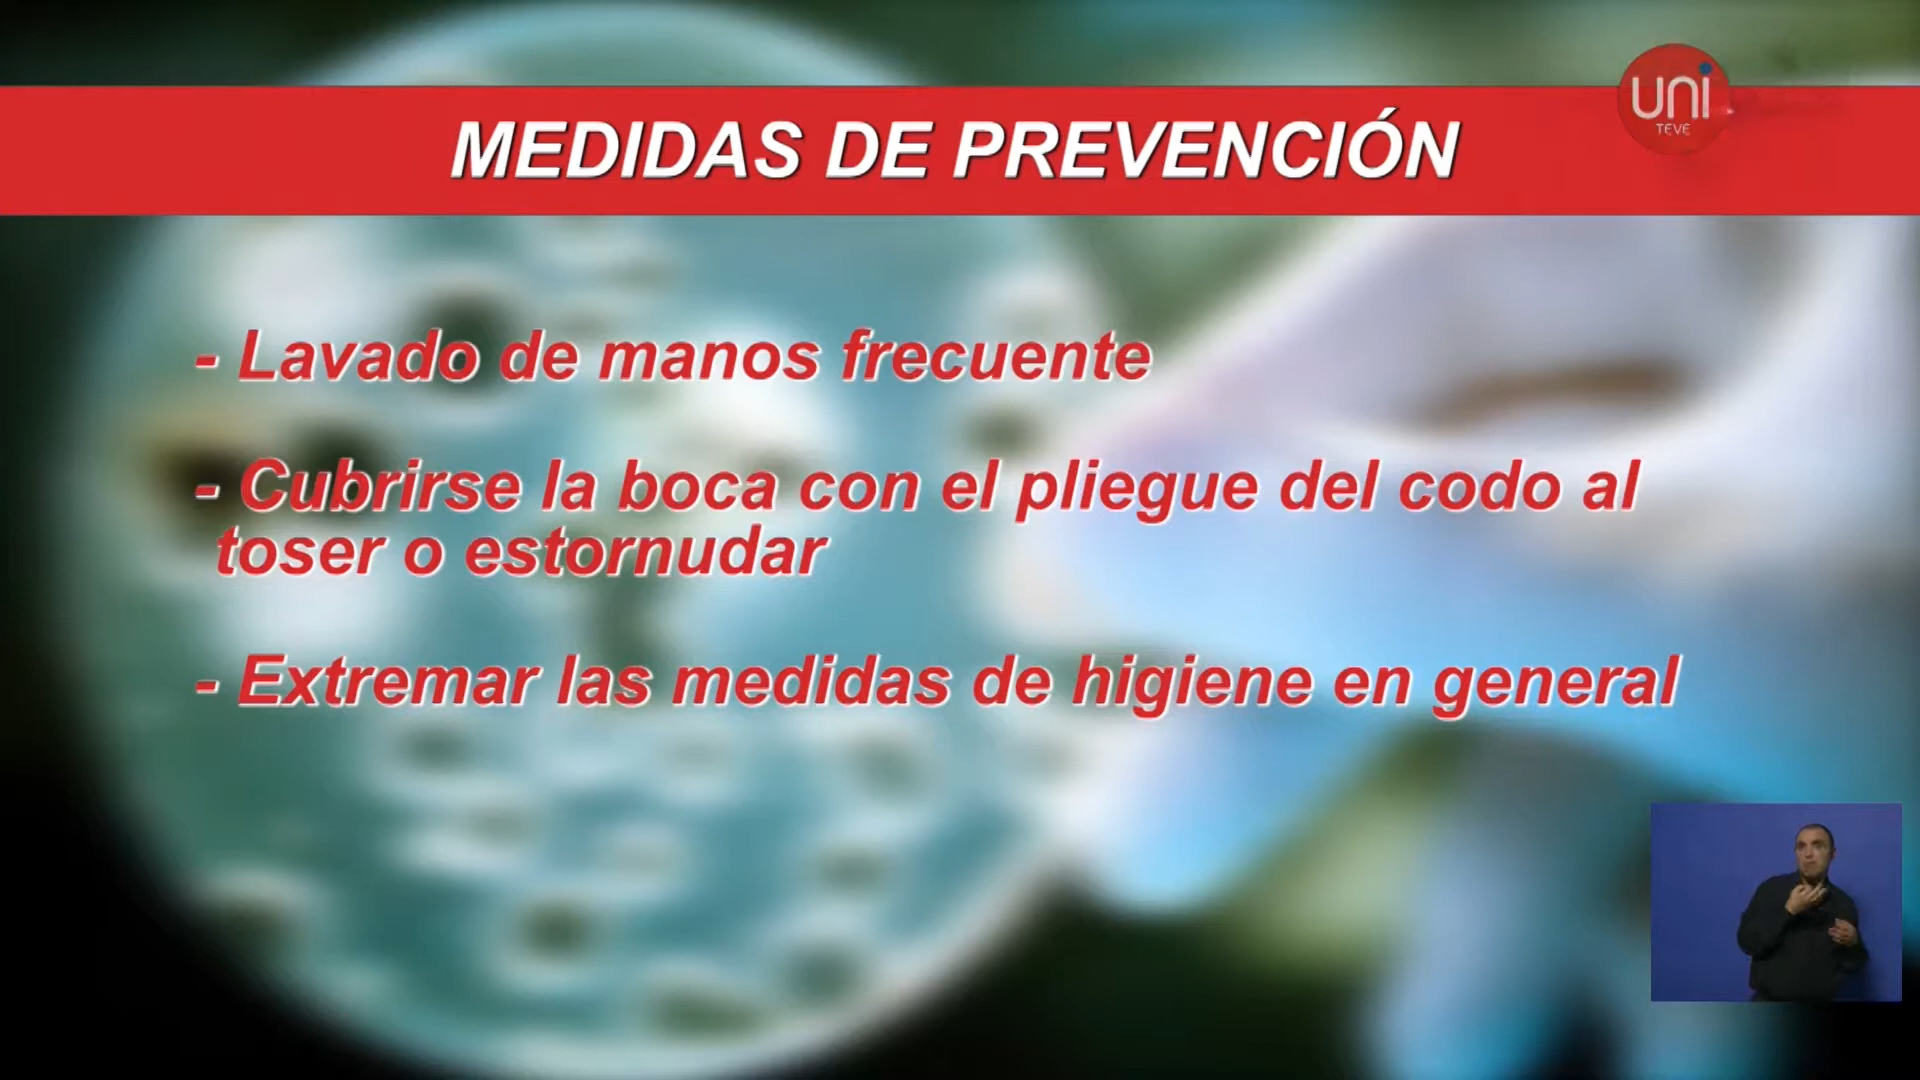 uni
TEVE
MEDIDAS DE PREVENCIÓN
- Lavado de manos frecuente
- Cubrirse la boca con el pliegue del codo al
toser o estornudar
- Extremar las medidas de higiene en general